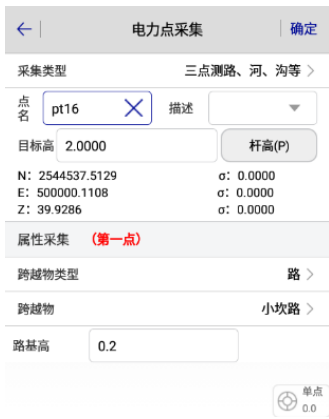 ← | 电力点采集 | 确定
采集类型 三点测路、河、沟等 >
点名 pt16 描述
目标高 2.0000 杆高(P)
N: 2544537.5129 σ: 0.0000
E: 500000.1108 σ: 0.0000
Z: 39.9286 σ: 0.0000
属性采集 (第一点)
跨越物类型 路 >
跨越物 小坎路 >
路基高 0.2
单点
0.0